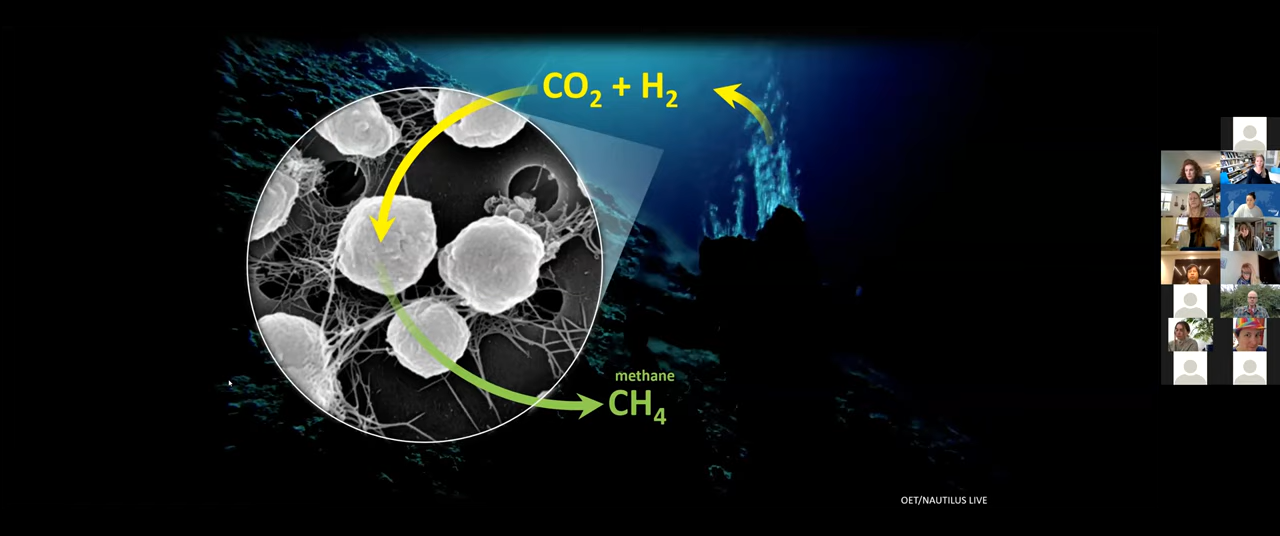 CO₂ + H₂
methane
CH₄
OET/NAUTILUS LIVE